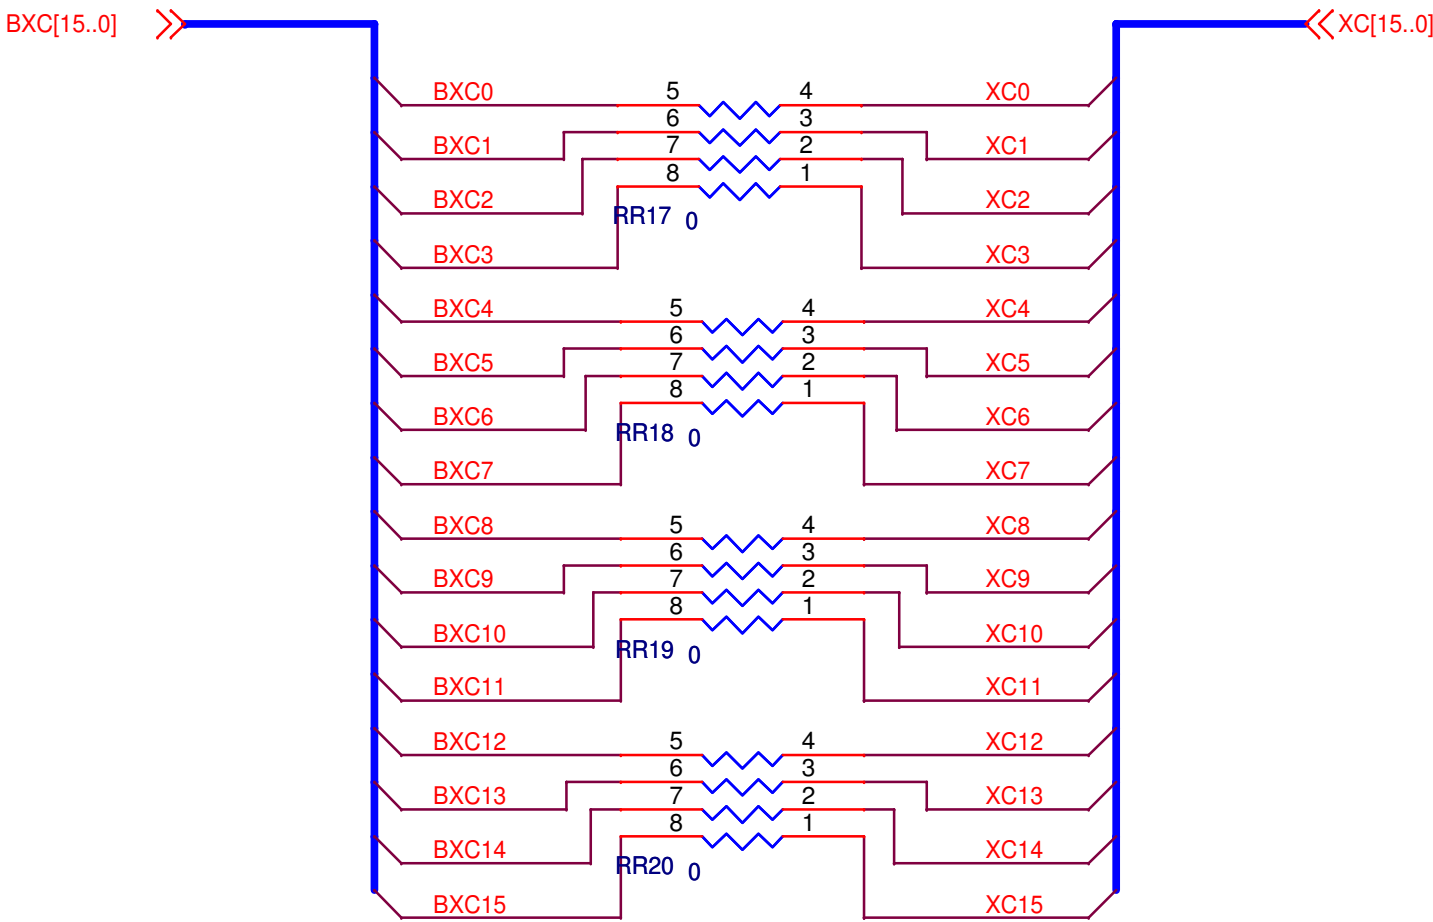 BXC[15..0] XC[15..0]
BXC0 5 4 XC0
6 3
BXC1 7 2 XC1
8 1
BXC2 XC2
RR17 0
BXC3 XC3
BXC4 5 4 XC4
6 3
BXC5 7 2 XC5
8 1
BXC6 XC6
RR18 0
BXC7 XC7
BXC8 5 4 XC8
6 3
BXC9 7 2 XC9
8 1
BXC10 XC10
RR19 0
BXC11 XC11
BXC12 5 4 XC12
6 3
BXC13 7 2 XC13
8 1
BXC14 XC14
RR20 0
BXC15 XC15